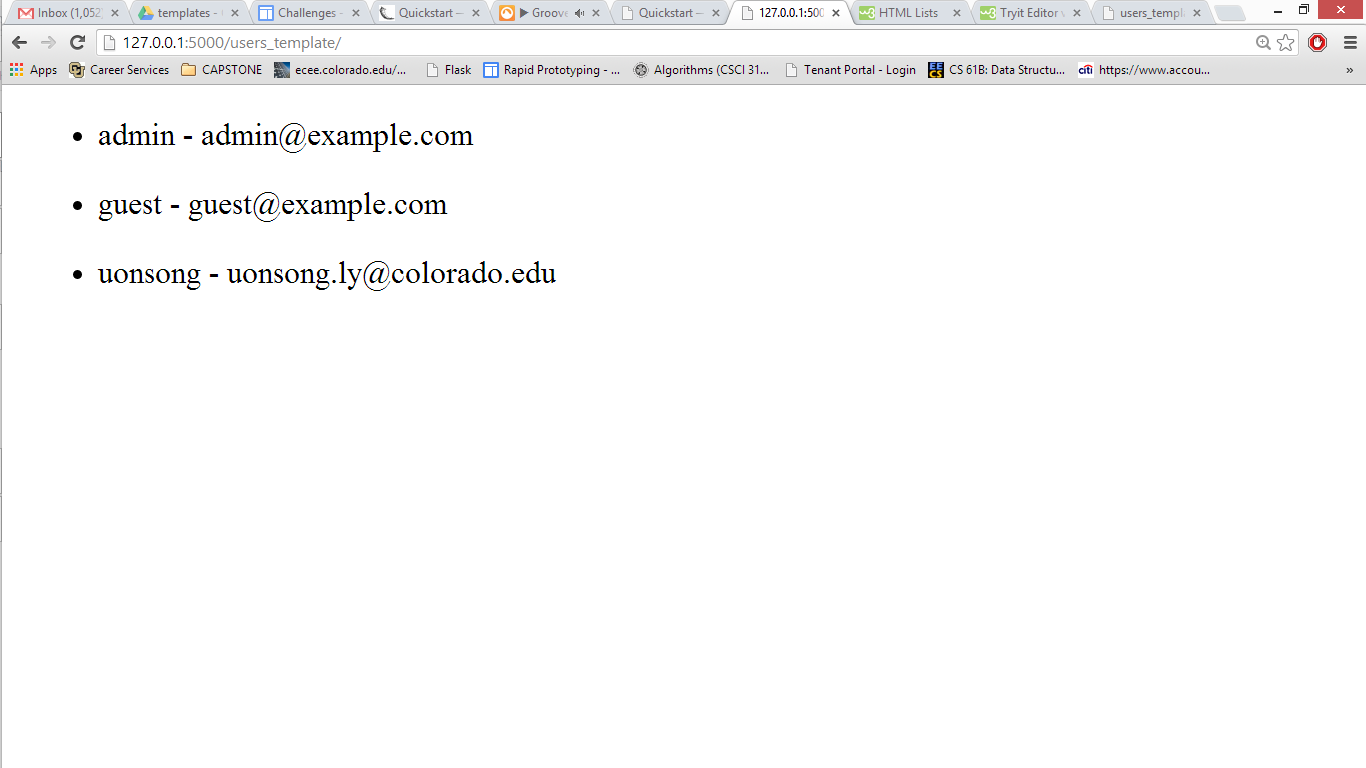 Inbox (1,052) templates - Challenges - Quickstart — Groove Quickstart — 127.0.0.1:500 HTML Lists Tryit Editor v users_templ
127.0.0.1:5000/users_template/
Apps Career Services CAPSTONE ecee.colorado.edu/... Flask Rapid Prototyping - ... Algorithms (CSCI 31... Tenant Portal - Login EECS CS 61B: Data Structu... citi https://www.accou... »
• admin - admin@example.com
• guest - guest@example.com
• uonsong - uonsong.ly@colorado.edu